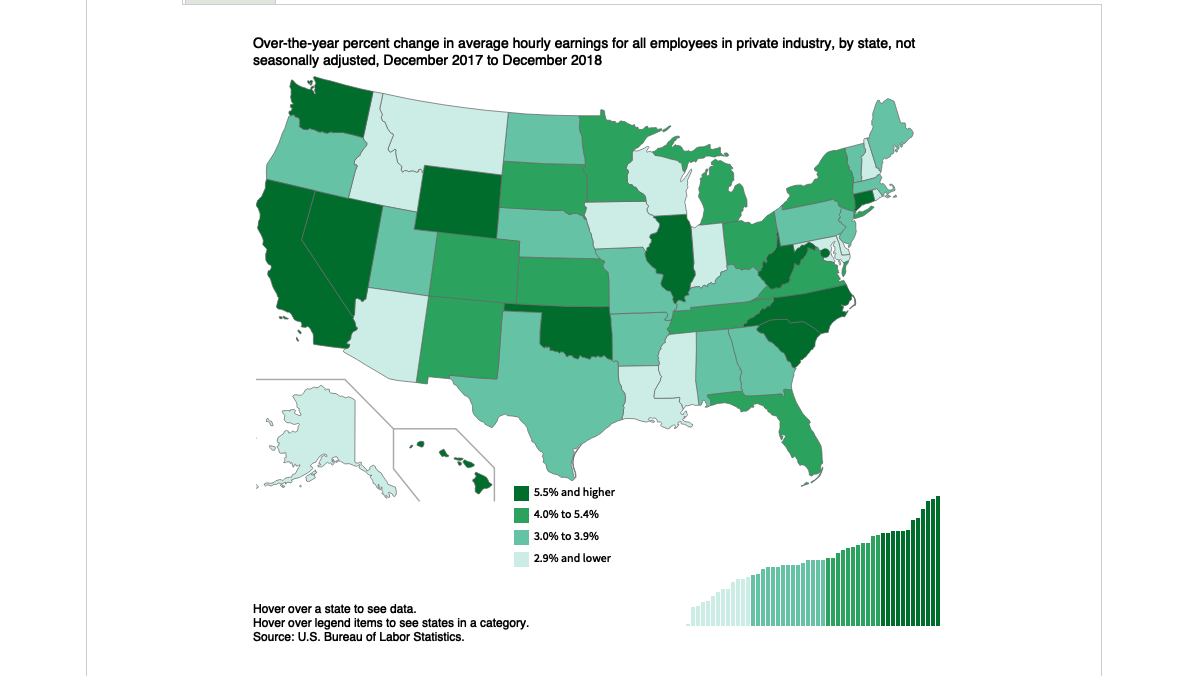 Over-the-year percent change in average hourly earnings for all employees in private industry, by state, not
seasonally adjusted, December 2017 to December 2018
5.5% and higher
4.0% to 5.4%
3.0% to 3.9%
2.9% and lower
Hover over a state to see data.
Hover over legend items to see states in a category.
Source: U.S. Bureau of Labor Statistics.